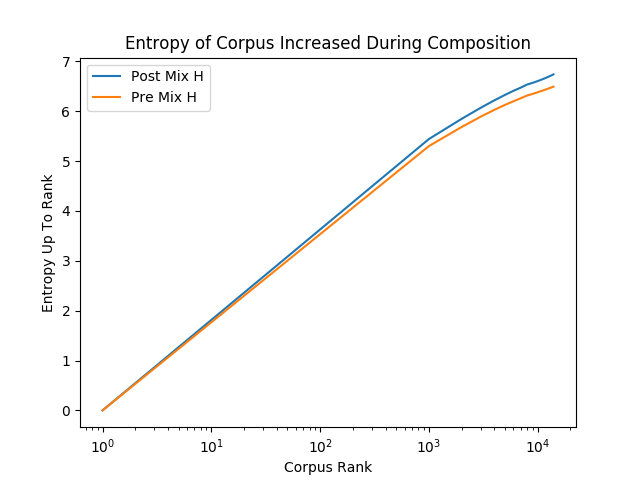 Entropy of Corpus Increased During Composition
7
6
5
4
3
2
1
0
Entropy Up To Rank
Post Mix H
Pre Mix H
10⁰
10¹
10²
10³
10⁴
Corpus Rank